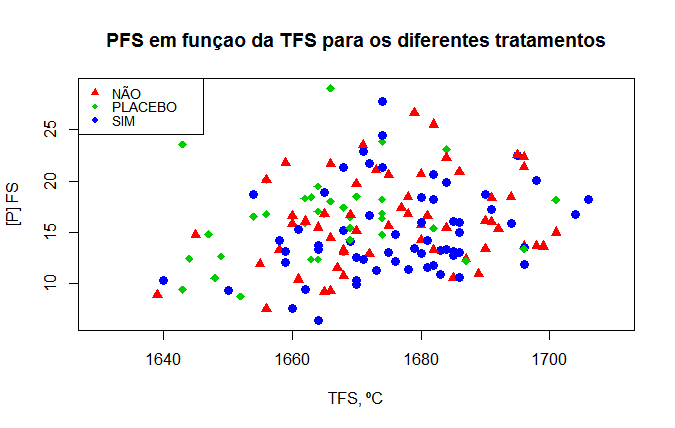 PFS em funçao da TFS para os diferentes tratamentos
NÃO
PLACEBO
SIM
[P] FS
25
20
15
10
1640 1660 1680 1700
TFS, ºC